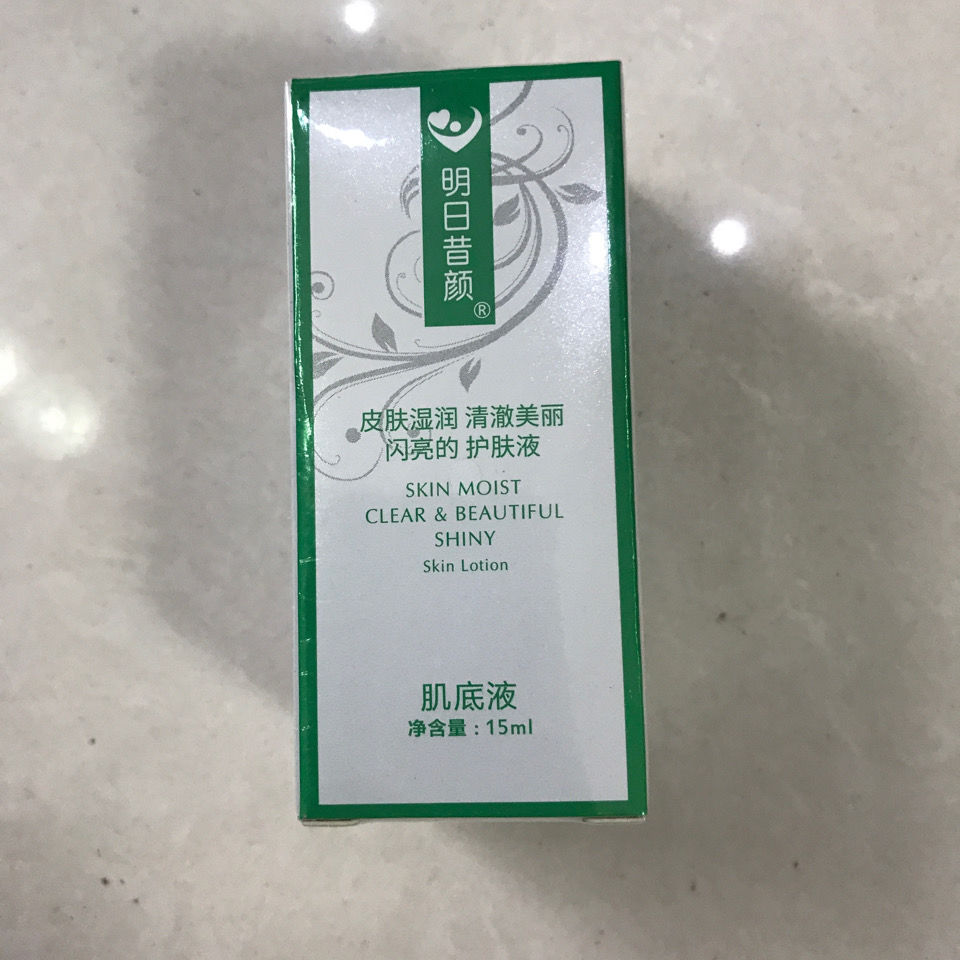 明日昔颜®
皮肤湿润 清澈美丽
闪亮的 护肤液
SKIN MOIST
CLEAR & BEAUTIFUL
SHINY
Skin Lotion
肌底液
净含量：15ml